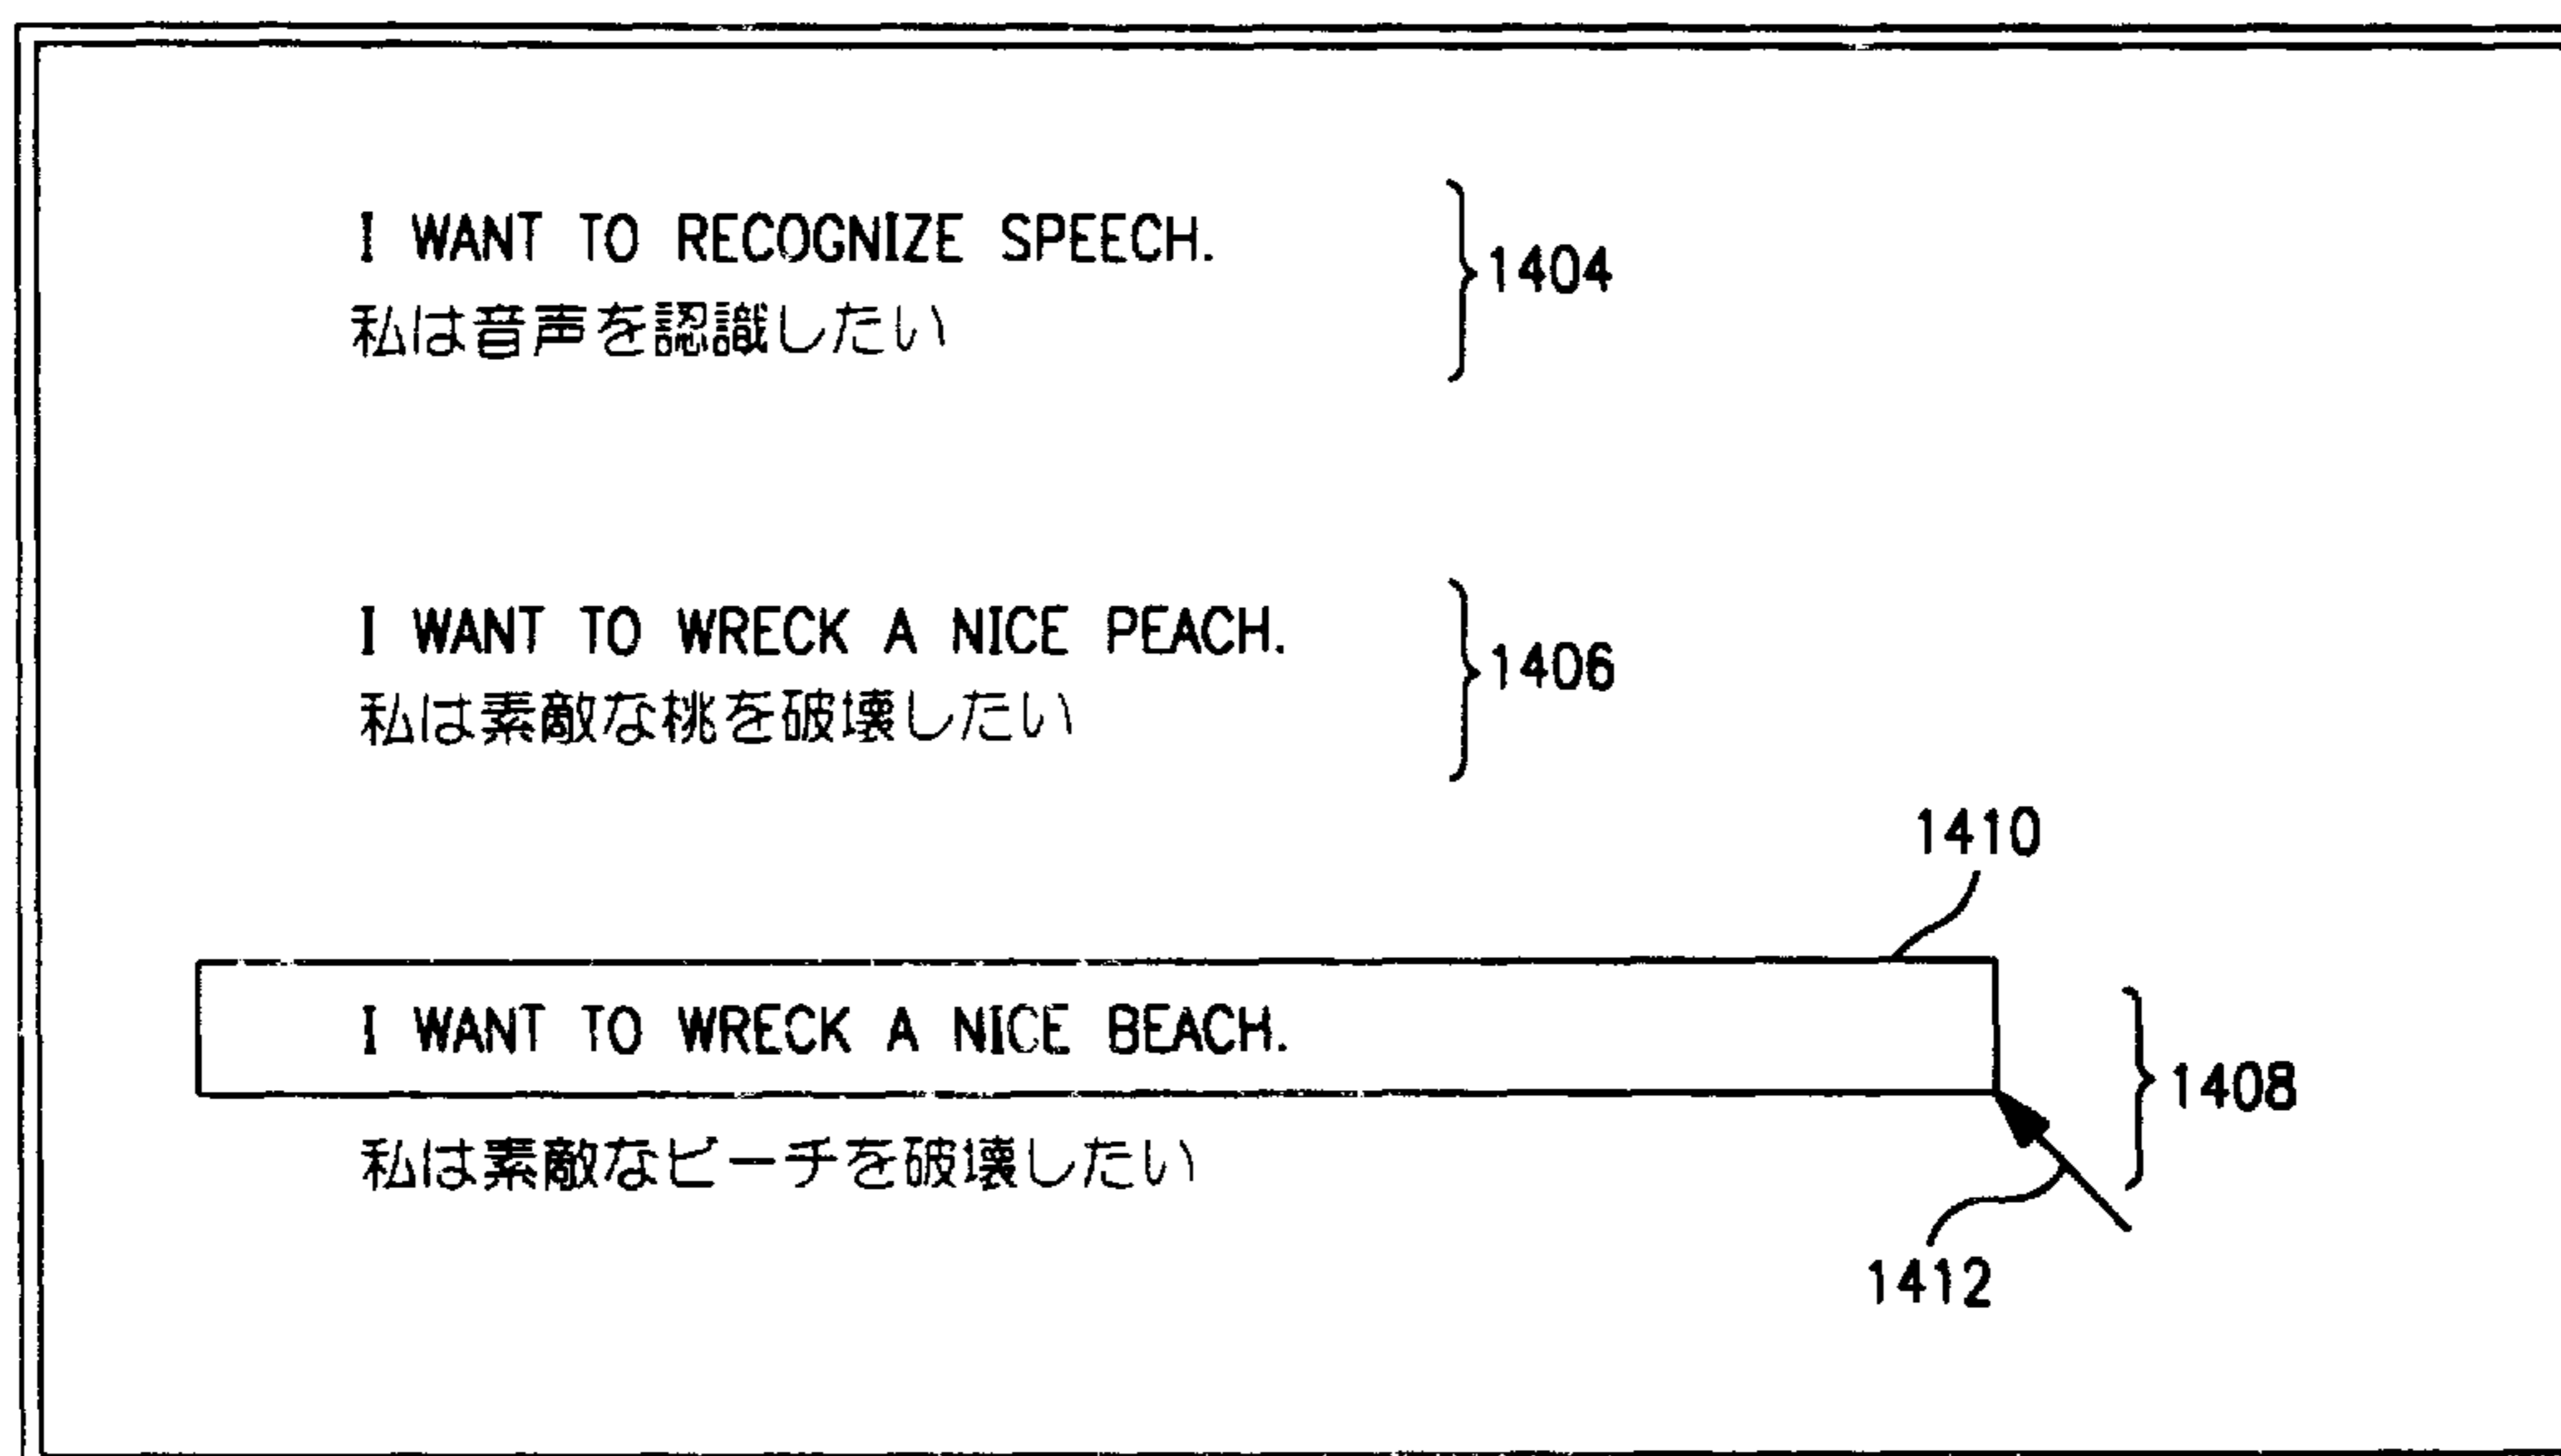 I WANT TO RECOGNIZE SPEECH.
私は音声を認識したい
1404
I WANT TO WRECK A NICE PEACH.
私は素敵な桃を破壊したい
1406
1410
I WANT TO WRECK A NICE BEACH.
1408
私は素敵なビーチを破壊したい
1412